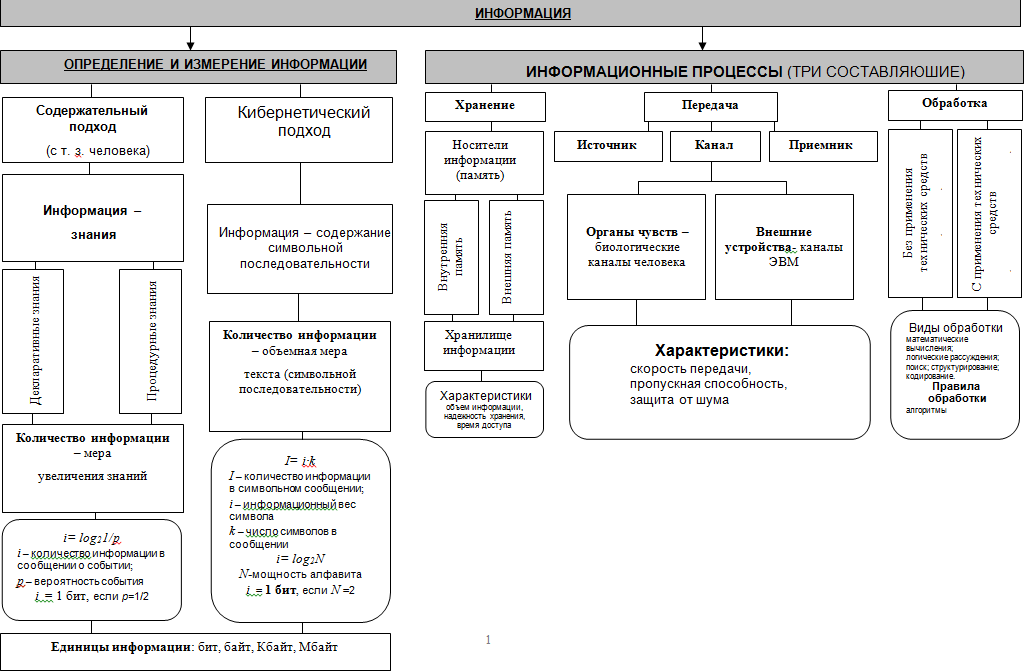 ИНФОРМАЦИЯ
ОПРЕДЕЛЕНИЕ И ИЗМЕРЕНИЕ ИНФОРМАЦИИ
Содержательный
подход
(с т. з. человека)
Информация –
знания
Декларативные знания
Процедурные знания
Количество информации
– мера
увеличения знаний
i= log₂1/p
i – количество информации в
сообщении о событии;
p – вероятность события
i = 1 бит, если p=1/2
Кибернетический
подход
Информация – содержание
символьной
последовательности
Количество информации
– объемная мера
текста (символьной
последовательности)
I= i·k
I – количество информации
в символьном сообщении;
i – информационный вес
символа
k – число символов в
сообщении
i= log₂N
N-мощность алфавита
i = 1 бит, если N =2
Единицы информации: бит, байт, Кбайт, Мбайт
ИНФОРМАЦИОННЫЕ ПРОЦЕССЫ (ТРИ СОСТАВЛЯЮШИЕ)
Хранение
Носители
информации
(память)
Внутренняя
память
Внешняя память
Хранилище
информации
Характеристики
объем информации,
надежность хранения,
время доступа
Передача
Источник
Канал
Приемник
Органы чувств –
биологические
каналы человека
Внешние
устройства- каналы
ЭВМ
Характеристики:
скорость передачи,
пропускная способность,
защита от шума
Обработка
Без применения
технический средств
С применения технических
средств
Виды обработки
математические
вычисления;
логические рассуждения;
поиск; структурирование;
кодирование.
Правила
обработки
алгоритмы
1